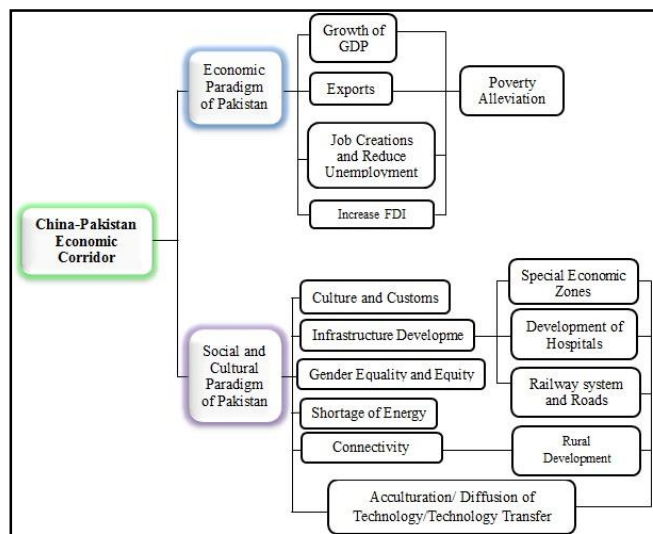 China-Pakistan
Economic
Corridor
Economic
Paradigm
of Pakistan
Growth of
GDP
Exports
Job Creations
and Reduce
Unemployment
Increase FDI
Poverty
Alleviation
Social and
Cultural
Paradigm
of Pakistan
Culture and Customs
Infrastructure Developme
Gender Equality and Equity
Shortage of Energy
Connectivity
Acculturation/ Diffusion of
Technology/Technology Transfer
Special Economic
Zones
Development of
Hospitals
Railway system
and Roads
Rural
Development